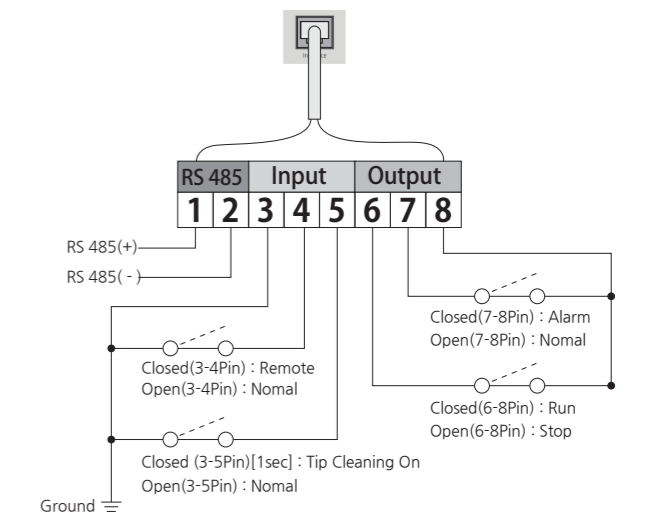 RS 485 Input Output
1 2 3 4 5 6 7 8
RS 485(+)
RS 485( - )
Closed(7-8Pin) : Alarm
Open(7-8Pin) : Nomal
Closed(3-4Pin) : Remote
Open(3-4Pin) : Nomal
Closed(6-8Pin) : Run
Open(6-8Pin) : Stop
Closed (3-5Pin)[1sec] : Tip Cleaning On
Open(3-5Pin) : Nomal
Ground